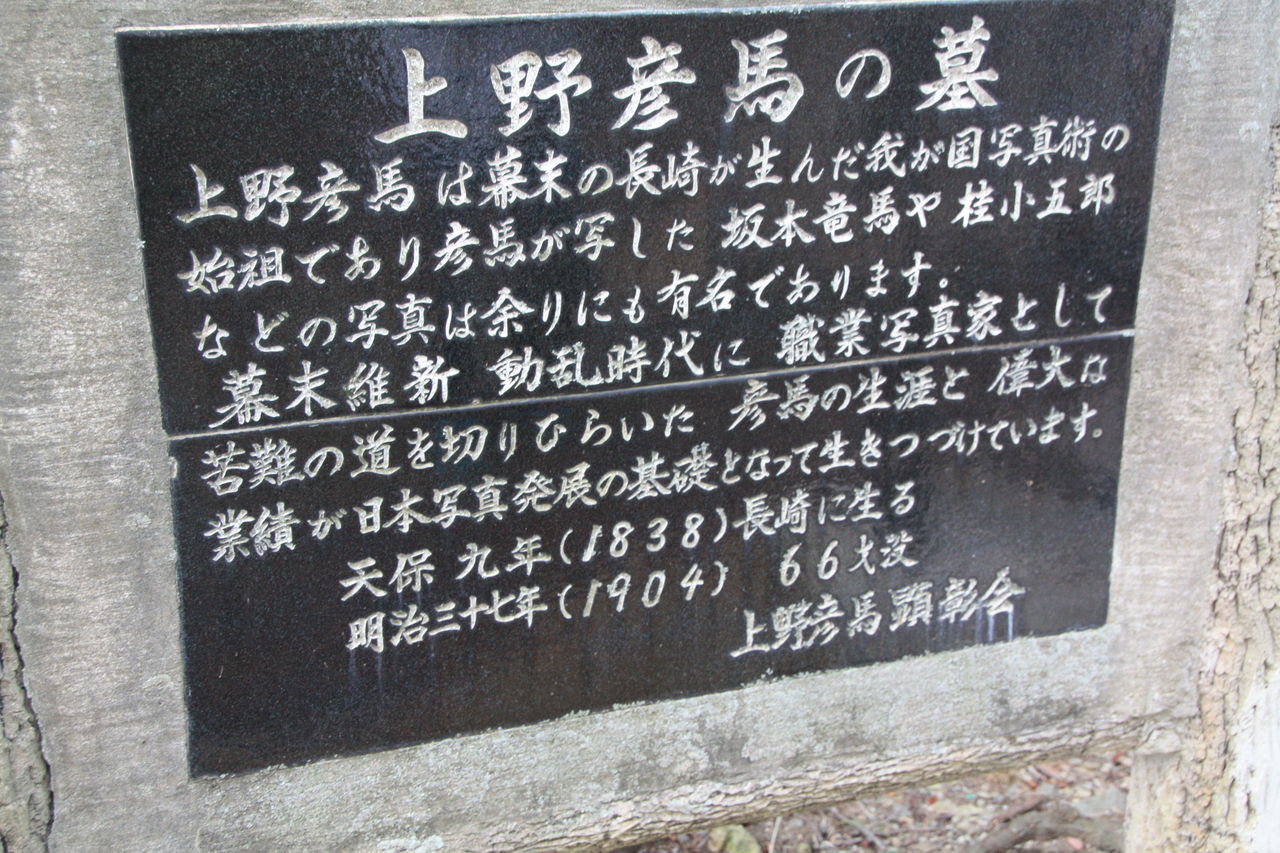 上野彦馬の墓
上野彦馬は幕末の長崎が生んだ我が国写真術の
始祖であり彦馬が写した 坂本竜馬や 桂小五郎
などの写真は余りにも有名であります。
幕末維新 動乱時代に 職業写真家として
苦難の道を切りひらいた 彦馬の生涯と 偉大な
業績が日本写真発展の基礎となって生きつづけています。
天保 九年(1838)長崎に生る
明治三十七年(1904) 66才没
上野彦馬顕彰会